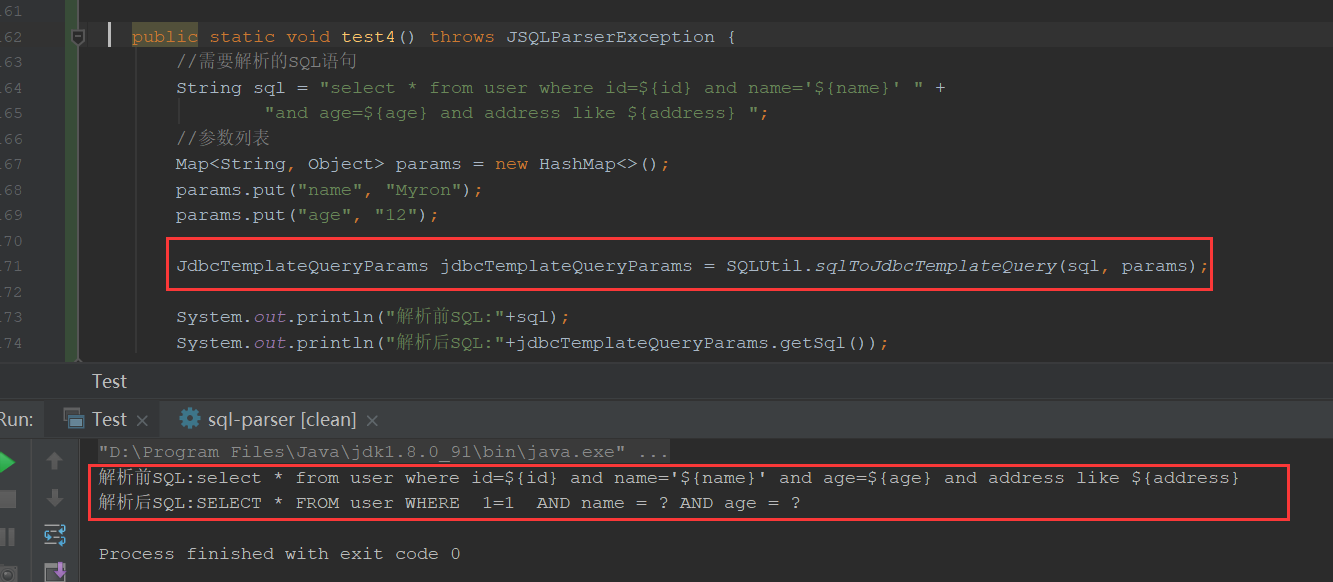 61
62 public static void test4() throws JSQLParserException {
63 //需要解析的SQL语句
64 String sql = "select * from user where id=${id} and name='${name}' " +
65 "and age=${age} and address like ${address} ";
66 //参数列表
67 Map<String, Object> params = new HashMap<>();
68 params.put("name", "Myron");
69 params.put("age", "12");
70
71 JdbcTemplateQueryParams jdbcTemplateQueryParams = SQLUtil.sqlToJdbcTemplateQuery(sql, params);
72
73 System.out.println("解析前SQL:"+sql);
74 System.out.println("解析后SQL:"+jdbcTemplateQueryParams.getSql());
Test
Run: Test × sql-parser [clean] ×
"D:\Program Files\Java\jdk1.8.0_91\bin\java.exe" ...
解析前SQL:select * from user where id=${id} and name='${name}' and age=${age} and address like ${address}
解析后SQL:SELECT * FROM user WHERE  1=1  AND name = ? AND age = ?
Process finished with exit code 0